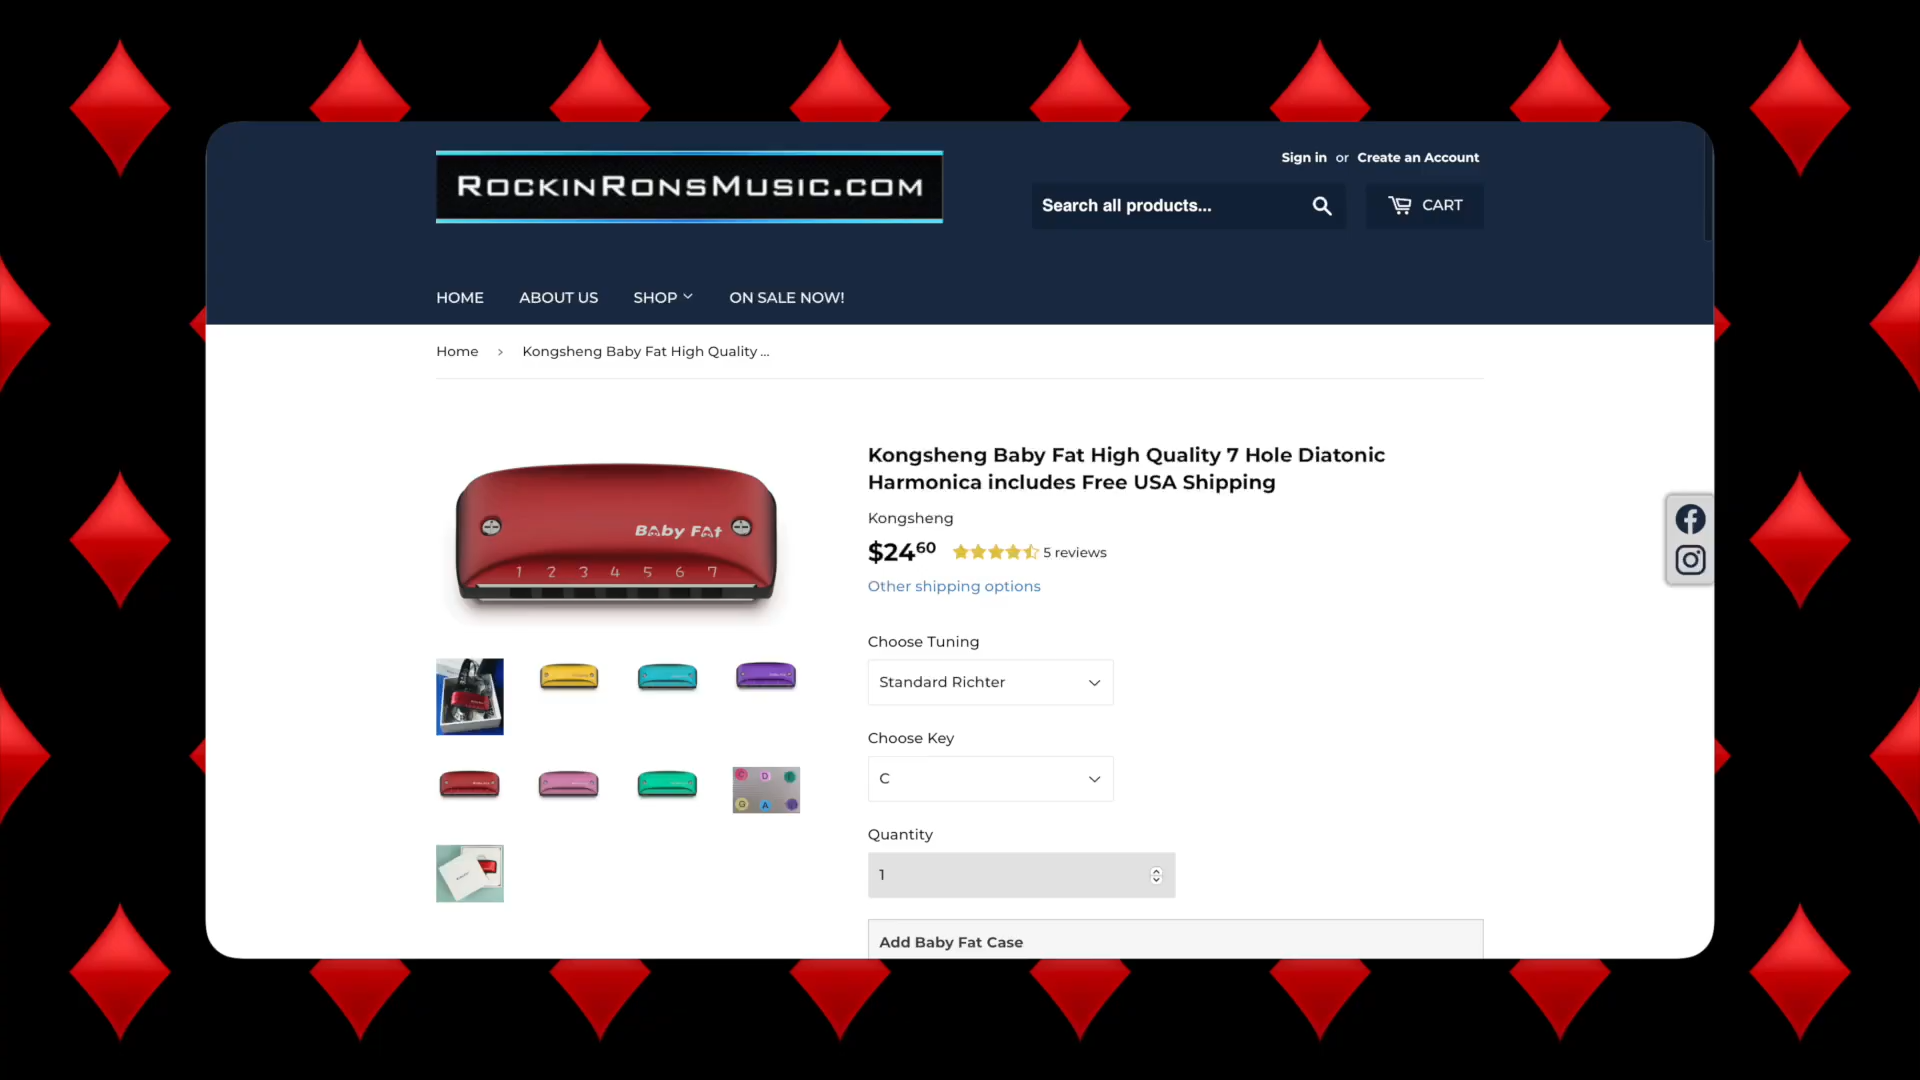 RockinRonsMusic.com
Sign in or Create an Account
Search all products...
CART
HOME
ABOUT US
SHOP
ON SALE NOW!
Home › Kongsheng Baby Fat High Quality ...
Baby Fat
1 2 3 4 5 6 7
Kongsheng Baby Fat High Quality 7 Hole Diatonic
Harmonica includes Free USA Shipping
Kongsheng
$24⁶⁰
5 reviews
Other shipping options
Choose Tuning
Standard Richter
Choose Key
C
Quantity
1
Add Baby Fat Case
D
G
A